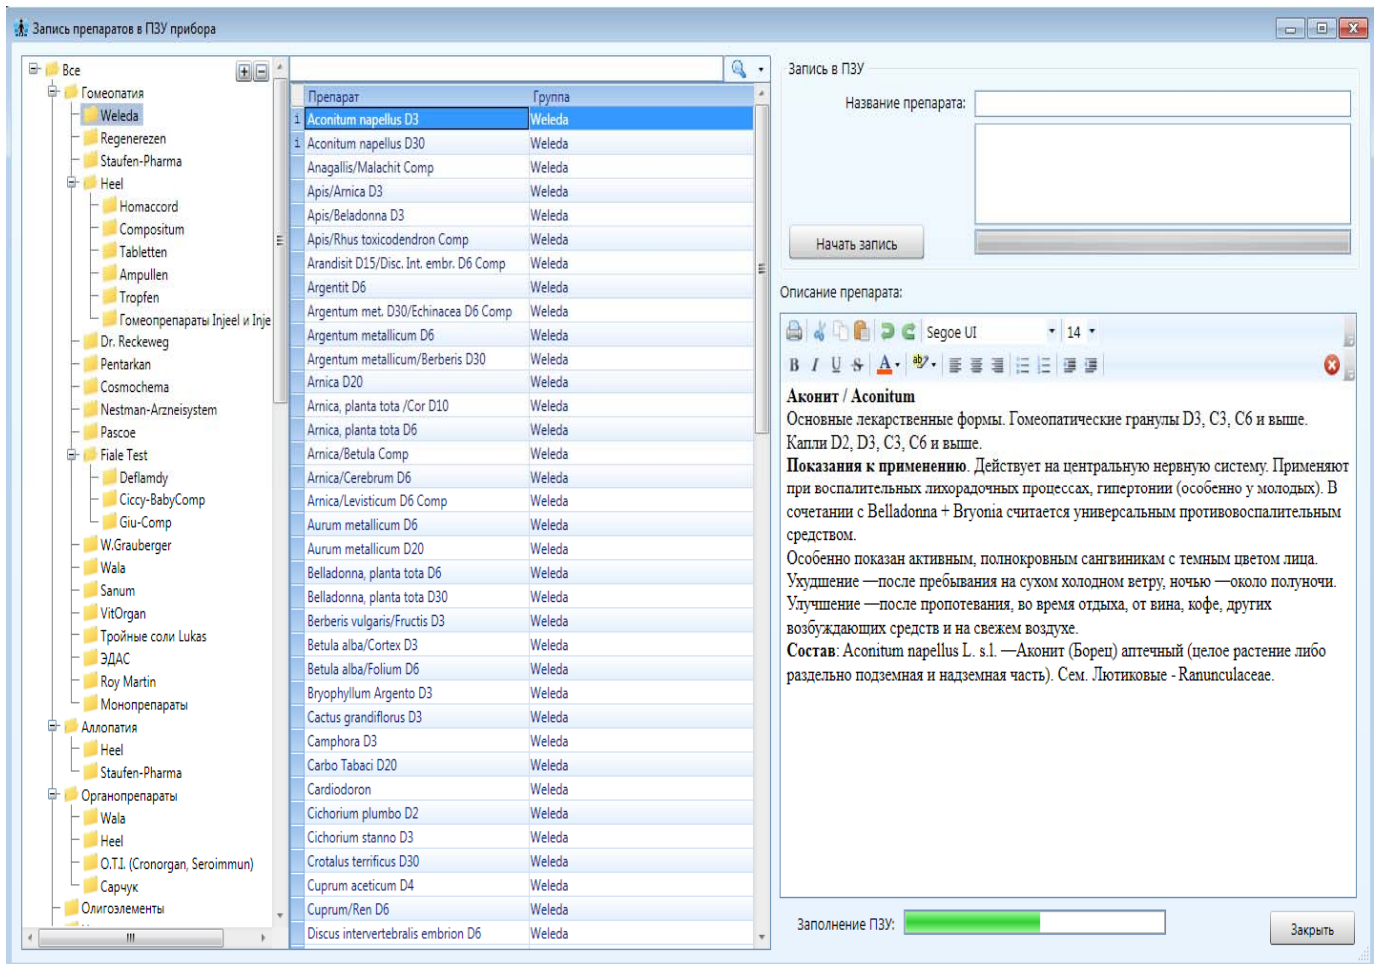 Запись препаратов в ПЗУ прибора
Все
Гомеопатия
Weleda
Regenerezen
Staufen-Pharma
Heel
Homaccord
Compositum
Tabletten
Ampullen
Tropfen
Гомеопрепараты Injeel и Inje
Dr. Reckeweg
Pentarkan
Cosmochema
Nestman-Arzneisystem
Pascoe
Fiale Test
Deflamdy
Ciccy-BabyComp
Giu-Comp
W.Grauberger
Wala
Sanum
VitOrgan
Тройные соли Lukas
ЭДАС
Roy Martin
Монопрепараты
Аллопатия
Heel
Staufen-Pharma
Органопрепараты
Wala
Heel
O.T.I. (Cronorgan, Seroimmun)
Сарчук
Олигоэлементы
Препарат Группа
i Aconitum napellus D3 Weleda
i Aconitum napellus D30 Weleda
Anagallis/Malachit Comp Weleda
Apis/Arnica D3 Weleda
Apis/Beladonna D3 Weleda
Apis/Rhus toxicodendron Comp Weleda
Arandisit D15/Disc. Int. embr. D6 Comp Weleda
Argentit D6 Weleda
Argentum met. D30/Echinacea D6 Comp Weleda
Argentum metallicum D6 Weleda
Argentum metallicum/Berberis D30 Weleda
Arnica D20 Weleda
Arnica, planta tota /Cor D10 Weleda
Arnica, planta tota D6 Weleda
Arnica/Betula Comp Weleda
Arnica/Cerebrum D6 Weleda
Arnica/Levisticum D6 Comp Weleda
Aurum metallicum D6 Weleda
Aurum metallicum D20 Weleda
Belladonna, planta tota D6 Weleda
Belladonna, planta tota D30 Weleda
Berberis vulgaris/Fructis D3 Weleda
Betula alba/Cortex D3 Weleda
Betula alba/Folium D6 Weleda
Bryophyllum Argento D3 Weleda
Cactus grandiflorus D3 Weleda
Camphora D3 Weleda
Carbo Tabaci D20 Weleda
Cardiodoron Weleda
Cichorium plumbo D2 Weleda
Cichorium stanno D3 Weleda
Crotalus terrificus D30 Weleda
Cuprum aceticum D4 Weleda
Cuprum/Ren D6 Weleda
Discus intervertebralis embrion D6 Weleda
Запись в ПЗУ
Название препарата:
Начать запись
Описание препарата:
Segoe UI 14
B I U S A ab
Аконит / Aconitum
Основные лекарственные формы. Гомеопатические гранулы D3, С3, С6 и выше.
Капли D2, D3, С3, С6 и выше.
Показания к применению. Действует на центральную нервную систему. Применяют
при воспалительных лихорадочных процессах, гипертонии (особенно у молодых). В
сочетании с Belladonna + Bryonia считается универсальным противовоспалительным
средством.
Особенно показан активным, полнокровным сангвиникам с темным цветом лица.
Ухудшение —после пребывания на сухом холодном ветру, ночью —около полуночи.
Улучшение —после пропотевания, во время отдыха, от вина, кофе, других
возбуждающих средств и на свежем воздухе.
Состав: Aconitum napellus L. s.l. —Аконит (Борец) аптечный (целое растение либо
раздельно подземная и надземная часть). Сем. Лютиковые - Ranunculaceae.
Заполнение ПЗУ:
Закрыть